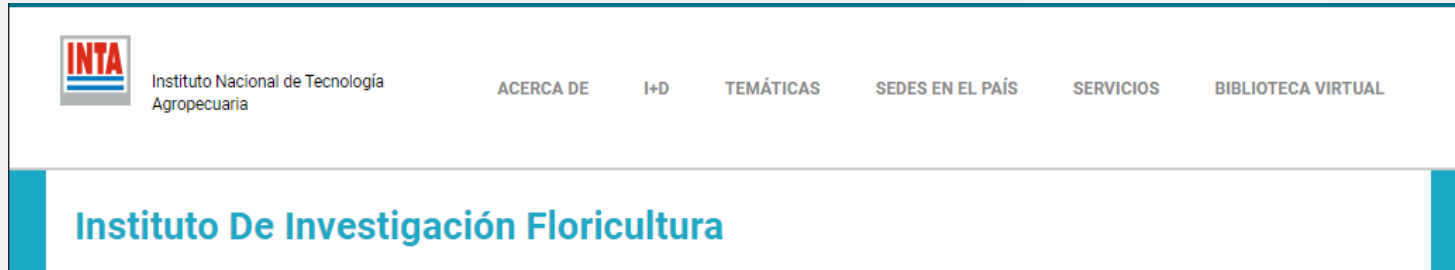 INTA
Instituto Nacional de Tecnología
Agropecuaria
ACERCA DE I+D TEMÁTICAS SEDES EN EL PAÍS SERVICIOS BIBLIOTECA VIRTUAL
Instituto De Investigación Floricultura